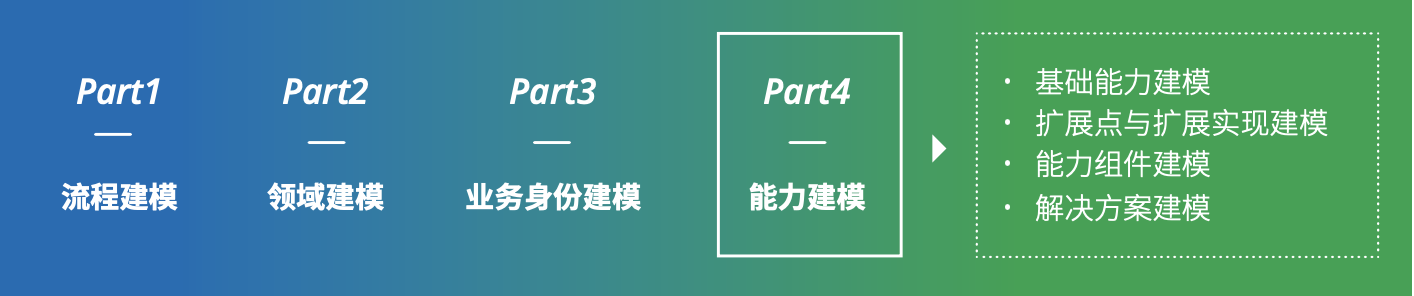 Part1
流程建模
Part2
领域建模
Part3
业务身份建模
Part4
能力建模
· 基础能力建模
· 扩展点与扩展实现建模
· 能力组件建模
· 解决方案建模